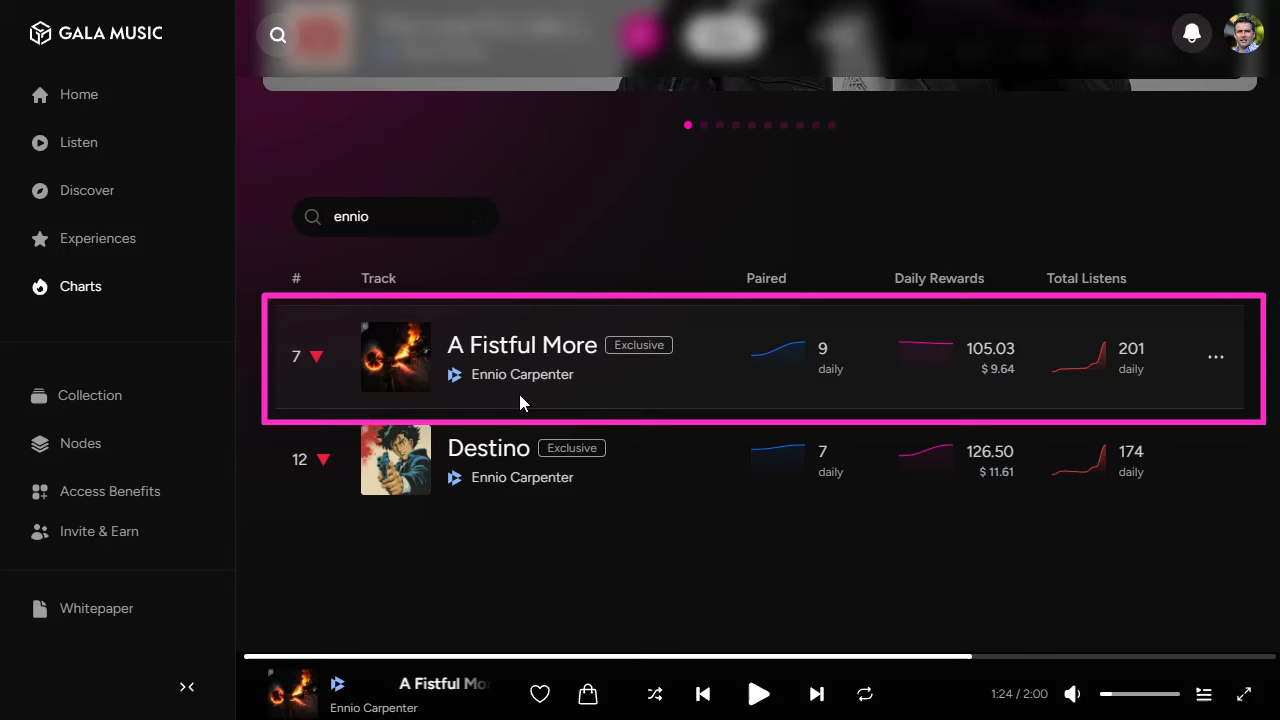 GALA MUSIC
Home
Listen
Discover
Experiences
Charts
Collection
Nodes
Access Benefits
Invite & Earn
Whitepaper
ennio
# Track Paired Daily Rewards Total Listens
7 A Fistful More Exclusive 9 105.03 201
Ennio Carpenter daily $ 9.64 daily
12 Destino Exclusive 7 126.50 174
Ennio Carpenter daily $ 11.61 daily
A Fistful Mo
Ennio Carpenter
1:24 / 2:00